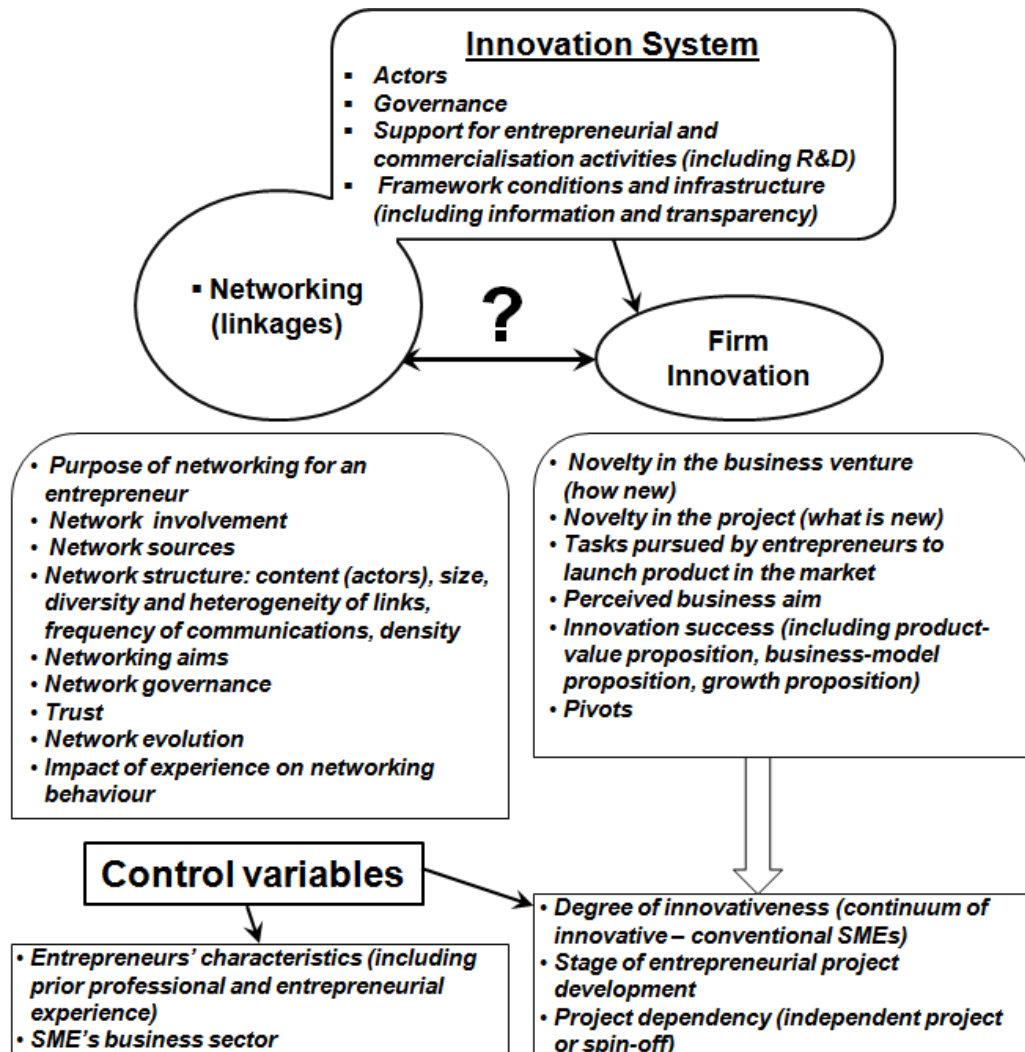 Innovation System
▪ Actors
▪ Governance
▪ Support for entrepreneurial and
commercialisation activities (including R&D)
▪ Framework conditions and infrastructure
(including information and transparency)
▪ Networking
(linkages)
?
Firm
Innovation
• Purpose of networking for an
entrepreneur
• Network involvement
• Network sources
• Network structure: content (actors), size,
diversity and heterogeneity of links,
frequency of communications, density
• Networking aims
• Network governance
• Trust
• Network evolution
• Impact of experience on networking
behaviour
• Novelty in the business venture
(how new)
• Novelty in the project (what is new)
• Tasks pursued by entrepreneurs to
launch product in the market
• Perceived business aim
• Innovation success (including product-
value proposition, business-model
proposition, growth proposition)
• Pivots
Control variables
• Entrepreneurs' characteristics (including
prior professional and entrepreneurial
experience)
• SME's business sector
• Degree of innovativeness (continuum of
innovative – conventional SMEs)
• Stage of entrepreneurial project
development
• Project dependency (independent project
or spin-off)